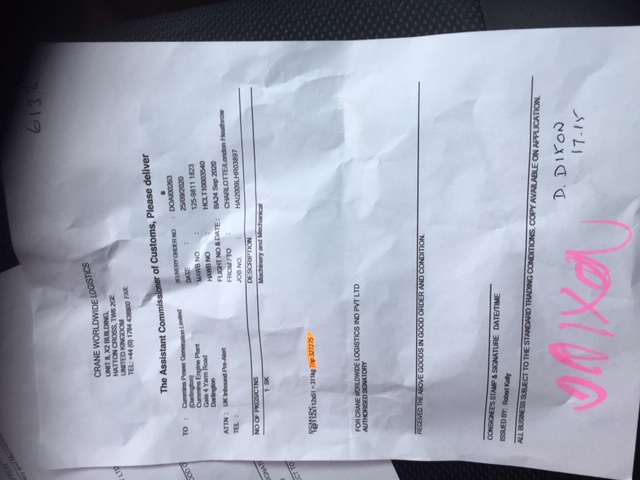 613
CRANE WORLDWIDE LOGISTICS
UNIT 8, X2 BUILDING,
HATTON CROSS, TW6 2GE
UNITED KINGDOM
TEL: +44 (0) 1784 438800 FAX:
The Assistant Commissioner of Customs, Please deliver
TO : Cummins Power Generation Limited
(Darlington)
Cummins Engine Plant
Gate 4 Yarm Road
Darlington
ATTN : UK Inbound Pre-Alert
TEL :
DELIVERY ORDER NO : DOAI00263
DATE : 25/09/2020
MAWB NO : 125-9811 1823
HAWB NO : HCLT10003540
FLIGHT NO & DATE : BA24 Sep 2020
FROM / TO : CHARLOTTE/London Heathrow
JOB NO. : HAI2009LHR03897
NO OF PKGSCTNS DESCRIPTION
1 SK Machinery and Mechanical
1@112x112x51 = 311kg Tnp 327275
FOR CRANE WORLDWIDE LOGISTICS IND PVT LTD
AUTHORISED SIGNATORY
RECEIVED THE ABOVE GOODS IN GOOD ORDER AND CONDITION.
CONSIGNEE'S STAMP & SIGNATURE DATE/TIME
ISSUED BY: Robert Kelly
ALL BUSINESS SUBJECT TO THE STANDARD TRADING CONDITIONS. COPY AVAILABLE ON APPLICATION.
D. DIXON
17.15
DIXON